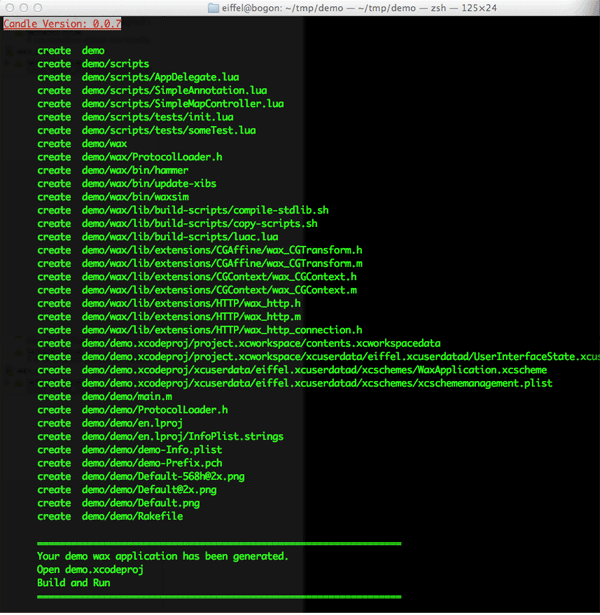 eiffel@bogon: ~/tmp/demo — ~/tmp/demo — zsh — 125×24
Candle Version: 0.0.7
create demo
create demo/scripts
create demo/scripts/AppDelegate.lua
create demo/scripts/SimpleAnnotation.lua
create demo/scripts/SimpleMapController.lua
create demo/scripts/tests/init.lua
create demo/scripts/tests/someTest.lua
create demo/wax
create demo/wax/ProtocolLoader.h
create demo/wax/bin/hammer
create demo/wax/bin/update-xibs
create demo/wax/bin/waxsim
create demo/wax/lib/build-scripts/compile-stdlib.sh
create demo/wax/lib/build-scripts/copy-scripts.sh
create demo/wax/lib/build-scripts/luac.lua
create demo/wax/lib/extensions/CGAffine/wax_CGTransform.h
create demo/wax/lib/extensions/CGAffine/wax_CGTransform.m
create demo/wax/lib/extensions/CGContext/wax_CGContext.h
create demo/wax/lib/extensions/CGContext/wax_CGContext.m
create demo/wax/lib/extensions/HTTP/wax_http.h
create demo/wax/lib/extensions/HTTP/wax_http.m
create demo/wax/lib/extensions/HTTP/wax_http_connection.h
create demo/demo.xcodeproj/project.xcworkspace/contents.xcworkspacedata
create demo/demo.xcodeproj/project.xcworkspace/xcuserdata/eiffel.xcuserdatad/UserInterfaceState.xcus
create demo/demo.xcodeproj/xcuserdata/eiffel.xcuserdatad/xcschemes/WaxApplication.xcscheme
create demo/demo.xcodeproj/xcuserdata/eiffel.xcuserdatad/xcschemes/xcschememanagement.plist
create demo/demo/main.m
create demo/demo/ProtocolLoader.h
create demo/demo/en.lproj
create demo/demo/en.lproj/InfoPlist.strings
create demo/demo/demo-Info.plist
create demo/demo/demo-Prefix.pch
create demo/demo/Default-568h@2x.png
create demo/demo/Default@2x.png
create demo/demo/Default.png
create demo/demo/Rakefile
Your demo wax application has been generated.
Open demo.xcodeproj
Build and Run